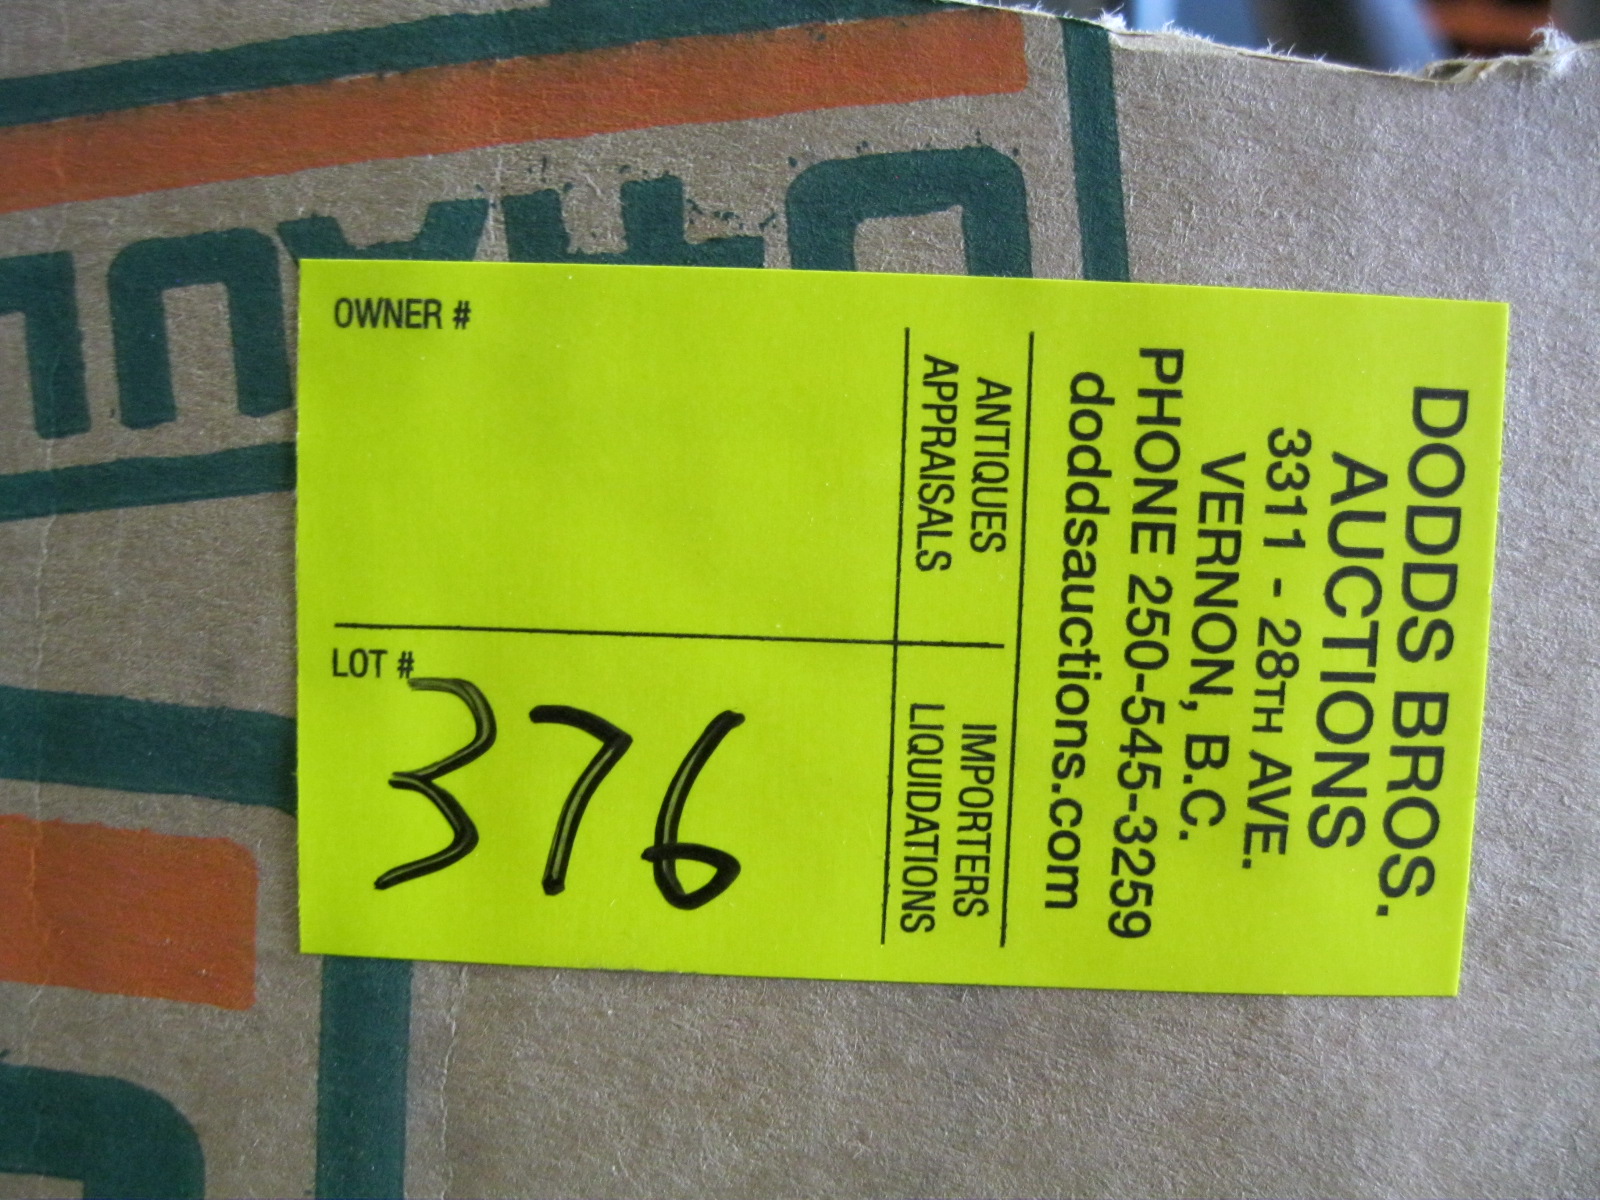 DODDS BROS.
AUCTIONS
3311 - 28TH AVE.
VERNON, B.C.
PHONE 250-545-3259
doddsauctions.com
ANTIQUES
APPRAISALS
IMPORTERS
LIQUIDATIONS
OWNER #
LOT #
376